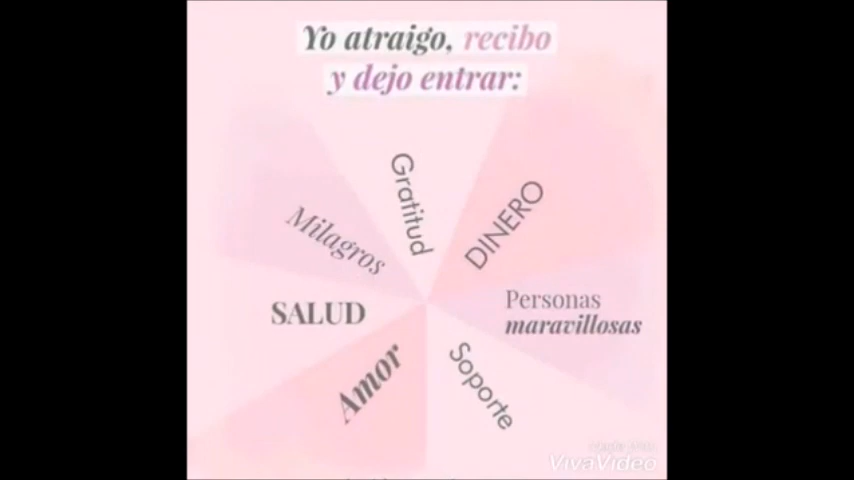 Yo atraigo, recibo
y dejo entrar:
Gratitud
DINERO
Milagros
Personas
maravillosas
SALUD
Amor
Soporte
VivaVideo